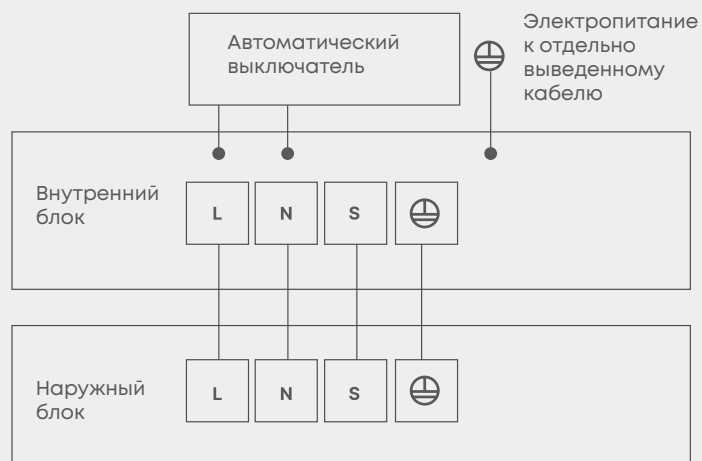 Автоматический
выключатель
Электропитание
к отдельно
выведенному
кабелю
Внутренний
блок
L N S
Наружный
блок
L N S